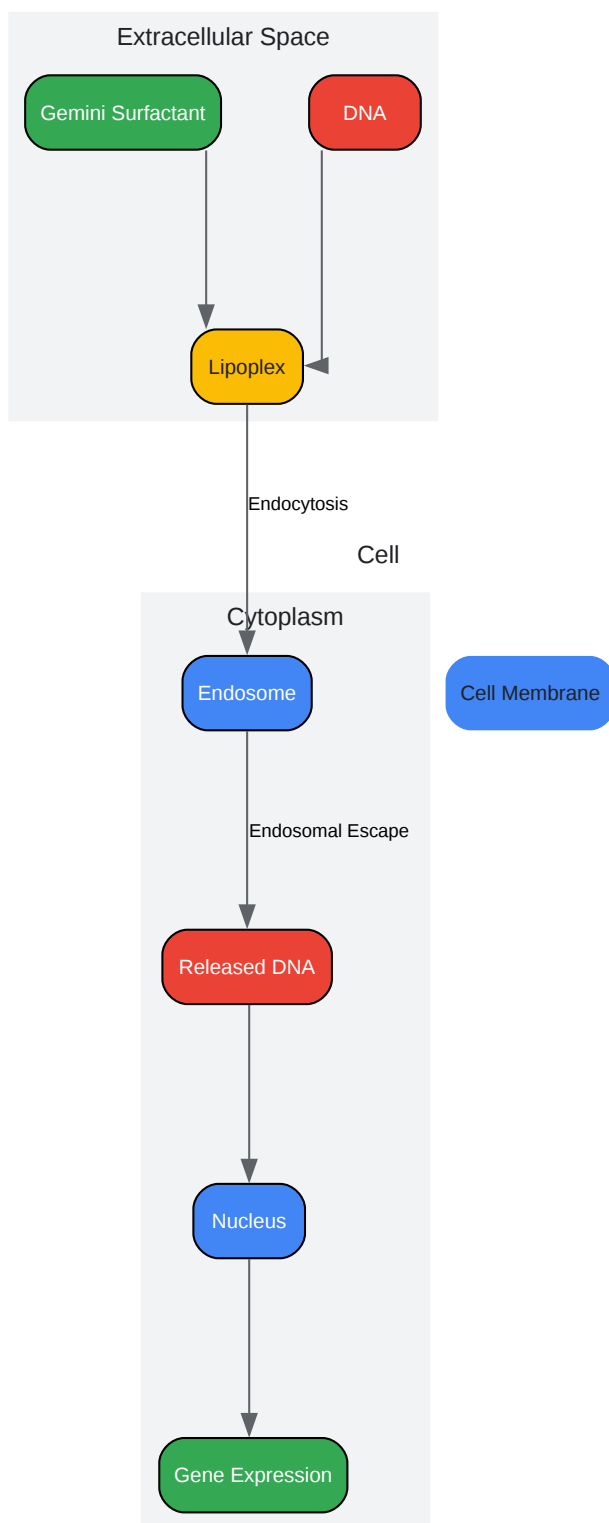 Extracellular Space
Gemini Surfactant
DNA
Lipoplex
Endocytosis
Cell
Cytoplasm
Endosome
Cell Membrane
Endosomal Escape
Released DNA
Nucleus
Gene Expression